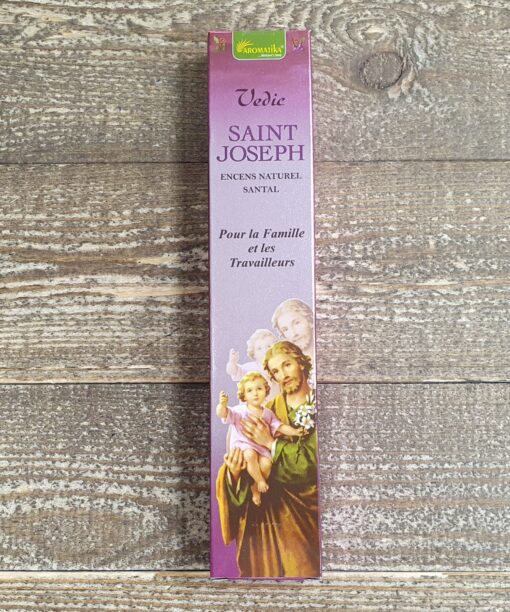 AROMATIKA
Vedic
SAINT
JOSEPH
ENCENS NATUREL
SANTAL
Pour la Famille
et les
Travailleurs